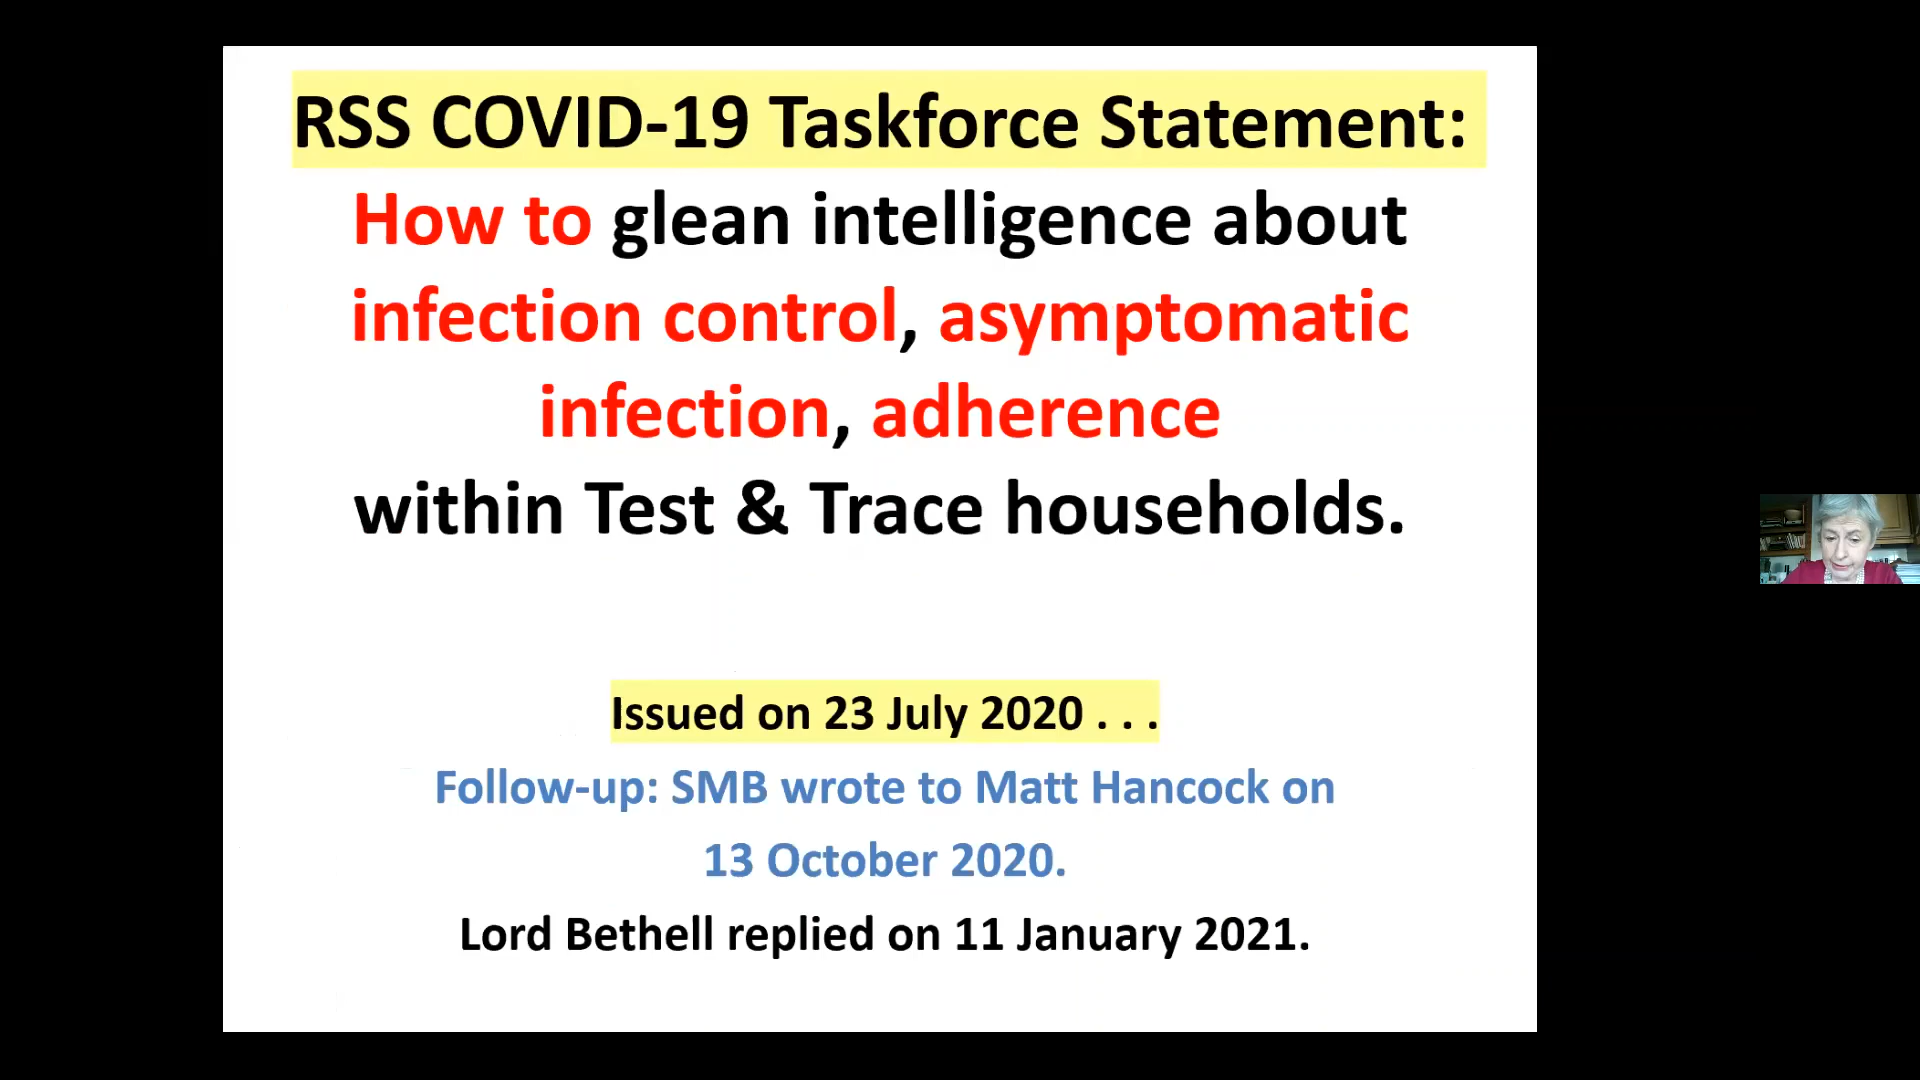 RSS COVID-19 Taskforce Statement:
How to glean intelligence about
infection control, asymptomatic
infection, adherence
within Test & Trace households.
Issued on 23 July 2020 . . .
Follow-up: SMB wrote to Matt Hancock on
13 October 2020.
Lord Bethell replied on 11 January 2021.